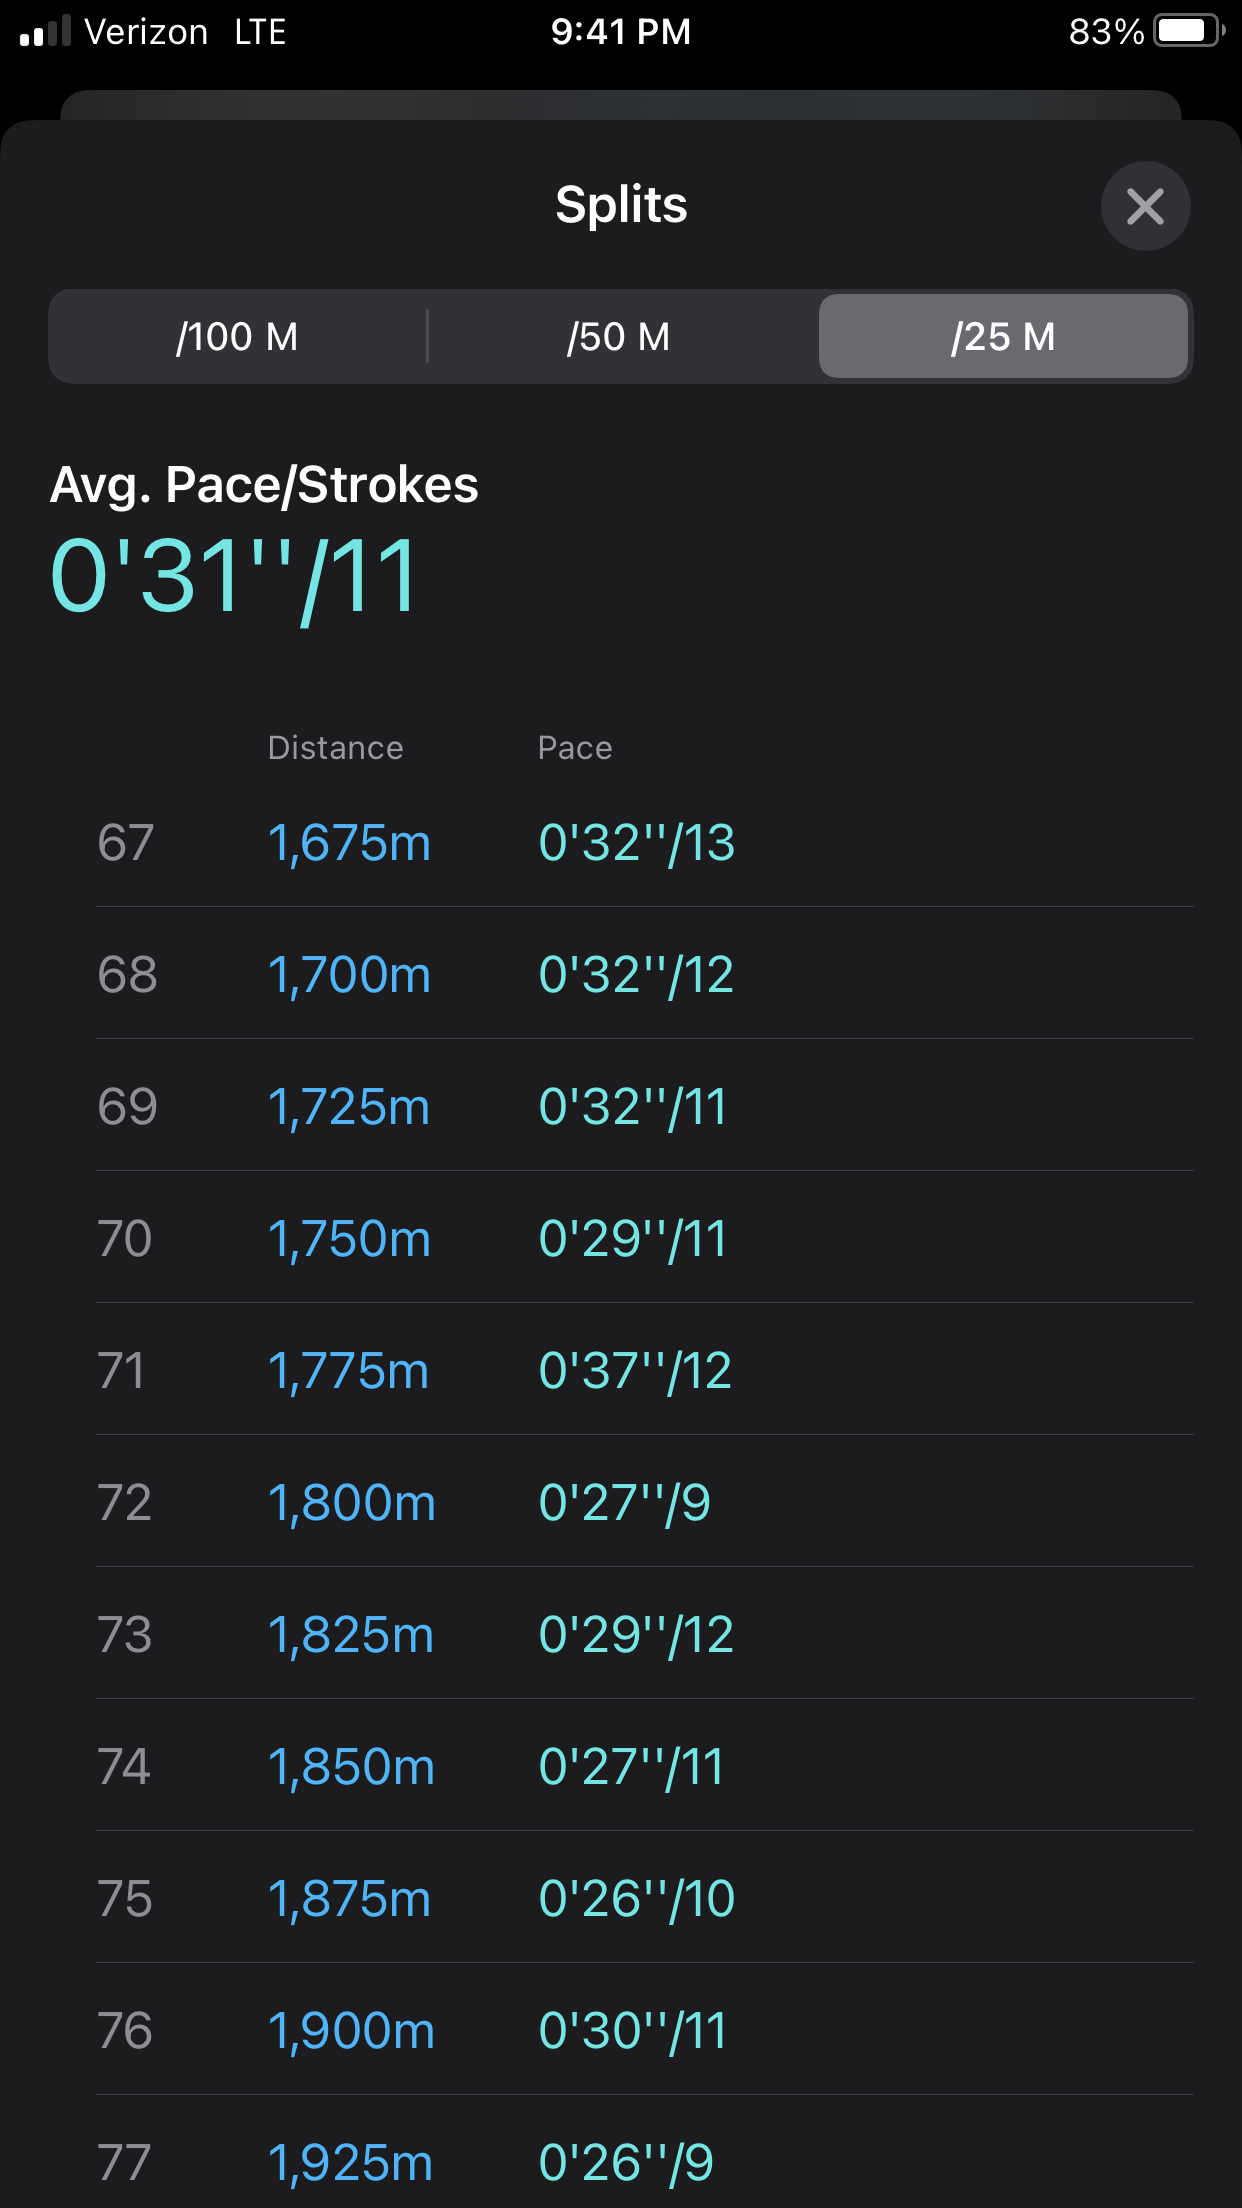 Verizon LTE 9:41 PM 83%
Splits
/100 M /50 M /25 M
Avg. Pace/Strokes
0'31''/11
Distance Pace
67 1,675m 0'32''/13
68 1,700m 0'32''/12
69 1,725m 0'32''/11
70 1,750m 0'29''/11
71 1,775m 0'37''/12
72 1,800m 0'27''/9
73 1,825m 0'29''/12
74 1,850m 0'27''/11
75 1,875m 0'26''/10
76 1,900m 0'30''/11
77 1,925m 0'26''/9